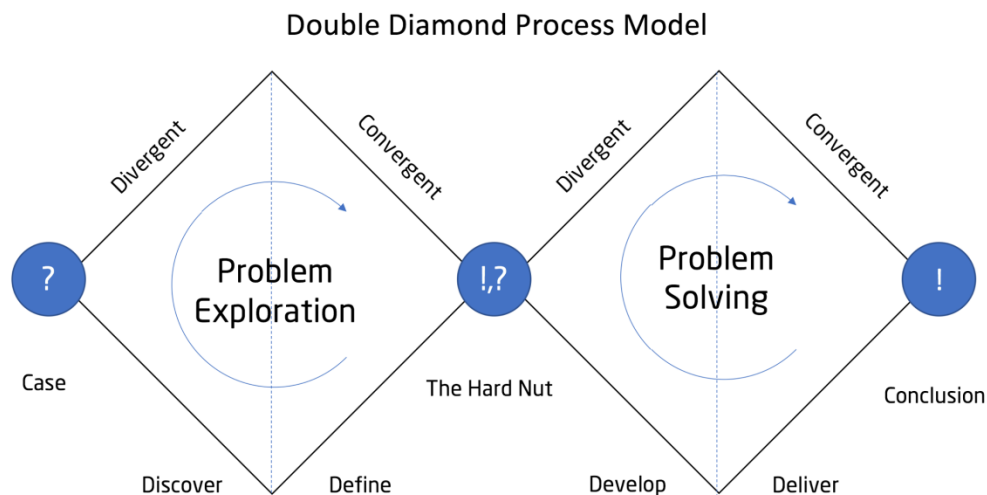 Double Diamond Process Model
Divergent
Convergent
Divergent
Convergent
?
Problem
Exploration
!,?
Problem
Solving
!
Case
The Hard Nut
Conclusion
Discover
Define
Develop
Deliver